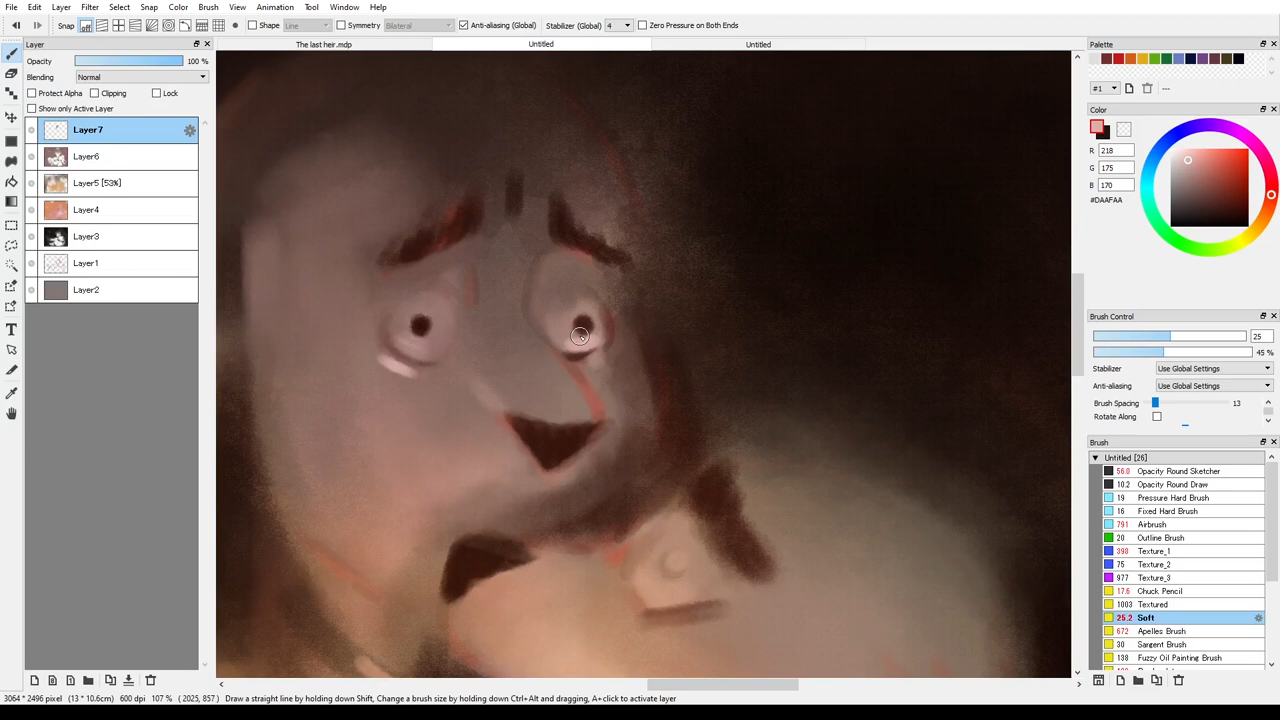 File Edit Layer Filter Select Snap Color Brush View Animation Tool Window Help
Snap off Shape Line Symmetry Bilateral Anti-aliasing (Global) Stabilizer (Global) 4 Zero Pressure on Both Ends
Layer
The last heir.mdp Untitled Untitled
Opacity 100 %
Blending Normal
Protect Alpha Clipping Lock
Show only Active Layer
Layer7
Layer6
Layer5 [53%]
Layer4
Layer3
Layer1
Layer2
Palette
#1 ---
Color
R 218
G 175
B 170
#DAAFAA
Brush Control
25
45 %
Stabilizer Use Global Settings
Anti-aliasing Use Global Settings
Brush Spacing 13
Rotate Along
Brush
Untitled [26]
56.0 Opacity Round Sketcher
10.2 Opacity Round Draw
19 Pressure Hard Brush
16 Fixed Hard Brush
791 Airbrush
20 Outline Brush
398 Texture_1
75 Texture_2
977 Texture_3
17.6 Chuck Pencil
1003 Textured
25.2 Soft
672 Apelles Brush
30 Sargent Brush
138 Fuzzy Oil Painting Brush
3064 * 2496 pixel (13 * 10.6cm) 600 dpi 107 % ( 2025, 857 ) Draw a straight line by holding down Shift, Change a brush size by holding down Ctrl+Alt and dragging, A+click to activate layer